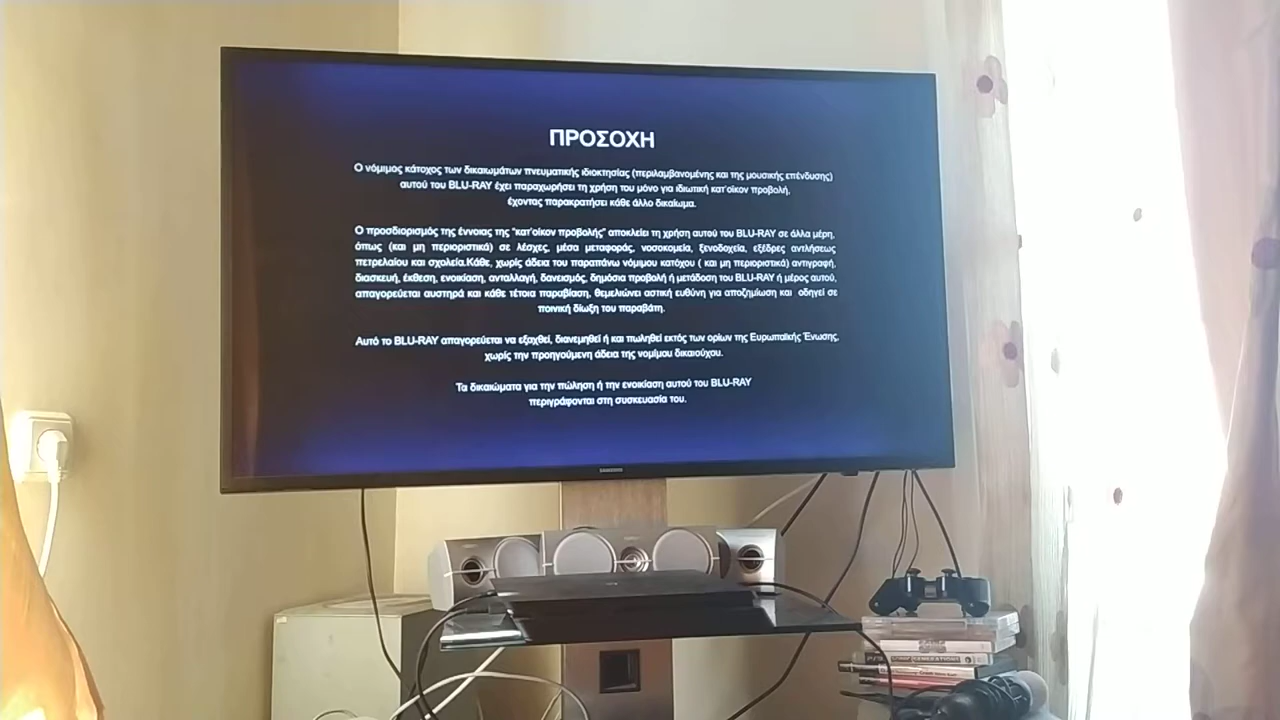 ΠΡΟΣΟΧΗ
Ο νόμιμος κάτοχος των δικαιωμάτων πνευματικής ιδιοκτησίας (περιλαμβανομένης και της μουσικής επένδυσης)
αυτού του BLU-RAY έχει παραχωρήσει τη χρήση του μόνο για ιδιωτική κατ'οίκον προβολή,
έχοντας παρακρατήσει κάθε άλλο δικαίωμα.
Ο προσδιορισμός της έννοιας της "κατ'οίκον προβολής" αποκλείει τη χρήση αυτού του BLU-RAY σε άλλα μέρη,
όπως (και μη περιοριστικά) σε λέσχες, μέσα μεταφοράς, νοσοκομεία, ξενοδοχεία, εξέδρες αντλήσεως
πετρελαίου και σχολεία.Κάθε, χωρίς άδεια του παραπάνω νόμιμου κατόχου ( και μη περιοριστικά) αντιγραφή,
διασκευή, έκθεση, ενοικίαση, ανταλλαγή, δανεισμός, δημόσια προβολή ή μετάδοση του BLU-RAY ή μέρος αυτού,
απαγορεύεται αυστηρά και κάθε τέτοια παραβίαση, θεμελιώνει αστική ευθύνη για αποζημίωση και οδηγεί σε
ποινική δίωξη του παραβάτη.
Αυτό το BLU-RAY απαγορεύεται να εξαχθεί, διανεμηθεί ή και πωληθεί εκτός των ορίων της Ευρωπαϊκής Ένωσης,
χωρίς την προηγούμενη άδεια της νομίμου δικαιούχου.
Τα δικαιώματα για την πώληση ή την ενοικίαση αυτού του BLU-RAY
περιγράφονται στη συσκευασία του.
SAMSUNG
PS3
GENERATIONS